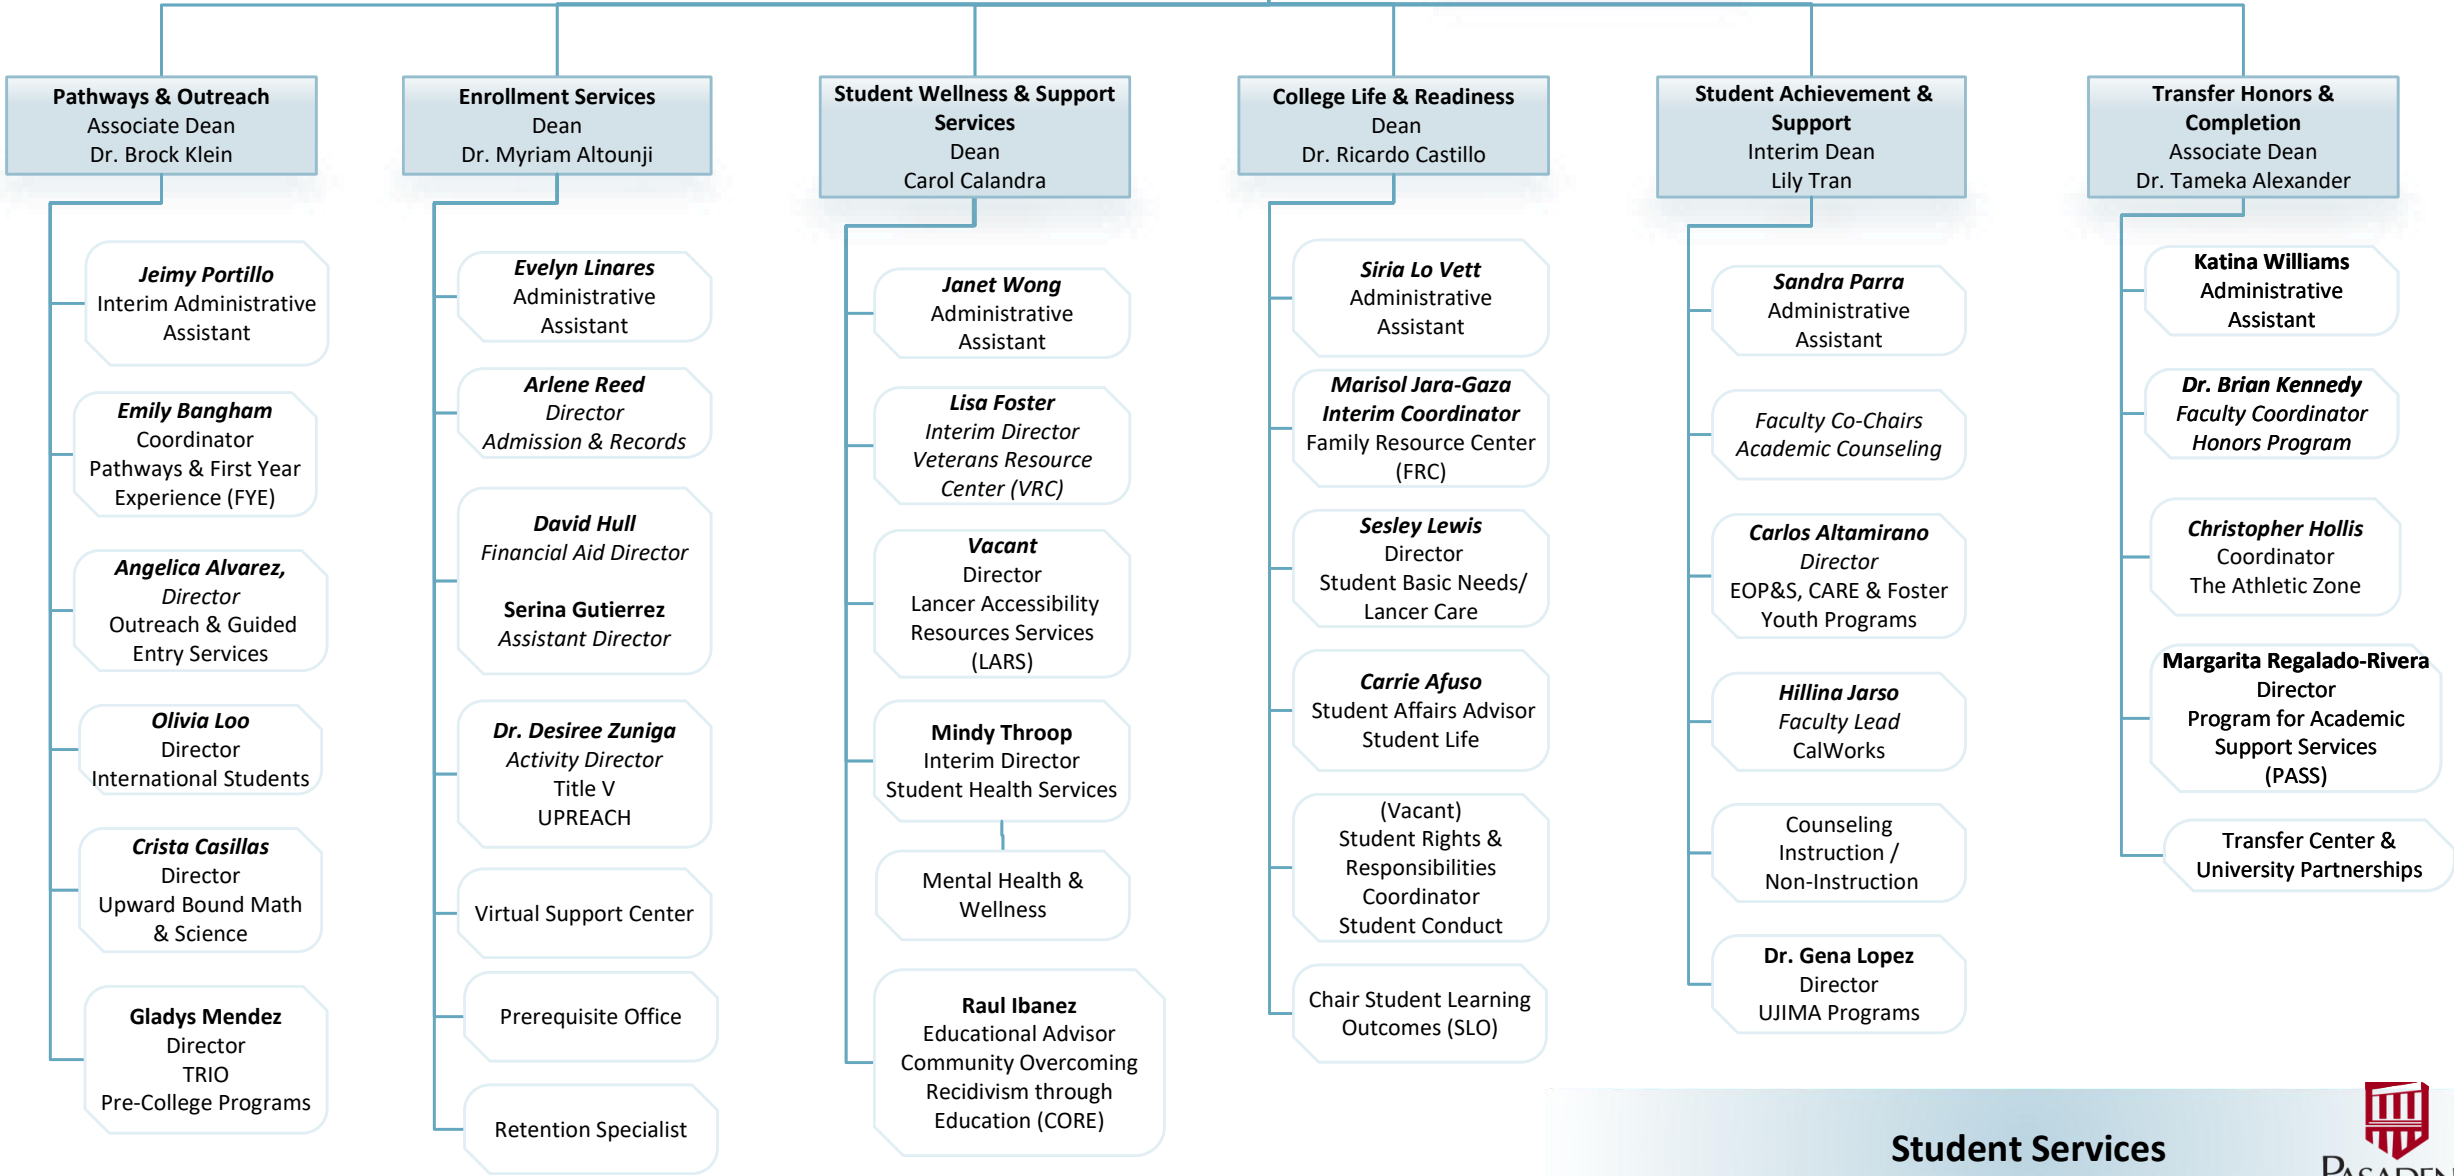 Pathways & Outreach
Associate Dean
Dr. Brock Klein
Jeimy Portillo
Interim Administrative
Assistant
Emily Bangham
Coordinator
Pathways & First Year
Experience (FYE)
Angelica Alvarez,
Director
Outreach & Guided
Entry Services
Olivia Loo
Director
International Students
Crista Casillas
Director
Upward Bound Math
& Science
Gladys Mendez
Director
TRIO
Pre-College Programs
Enrollment Services
Dean
Dr. Myriam Altounji
Evelyn Linares
Administrative
Assistant
Arlene Reed
Director
Admission & Records
David Hull
Financial Aid Director
Serina Gutierrez
Assistant Director
Dr. Desiree Zuniga
Activity Director
Title V
UPREACH
Virtual Support Center
Prerequisite Office
Retention Specialist
Student Wellness & Support
Services
Dean
Carol Calandra
Janet Wong
Administrative
Assistant
Lisa Foster
Interim Director
Veterans Resource
Center (VRC)
Vacant
Director
Lancer Accessibility
Resources Services
(LARS)
Mindy Throop
Interim Director
Student Health Services
Mental Health &
Wellness
Raul Ibanez
Educational Advisor
Community Overcoming
Recidivism through
Education (CORE)
College Life & Readiness
Dean
Dr. Ricardo Castillo
Siria Lo Vett
Administrative
Assistant
Marisol Jara-Gaza
Interim Coordinator
Family Resource Center
(FRC)
Sesley Lewis
Director
Student Basic Needs/
Lancer Care
Carrie Afuso
Student Affairs Advisor
Student Life
(Vacant)
Student Rights &
Responsibilities
Coordinator
Student Conduct
Chair Student Learning
Outcomes (SLO)
Student Achievement &
Support
Interim Dean
Lily Tran
Sandra Parra
Administrative
Assistant
Faculty Co-Chairs
Academic Counseling
Carlos Altamirano
Director
EOP&S, CARE & Foster
Youth Programs
Hillina Jarso
Faculty Lead
CalWorks
Counseling
Instruction /
Non-Instruction
Dr. Gena Lopez
Director
UJIMA Programs
Transfer Honors &
Completion
Associate Dean
Dr. Tameka Alexander
Katina Williams
Administrative
Assistant
Dr. Brian Kennedy
Faculty Coordinator
Honors Program
Christopher Hollis
Coordinator
The Athletic Zone
Margarita Regalado-Rivera
Director
Program for Academic
Support Services
(PASS)
Transfer Center &
University Partnerships
Student Services